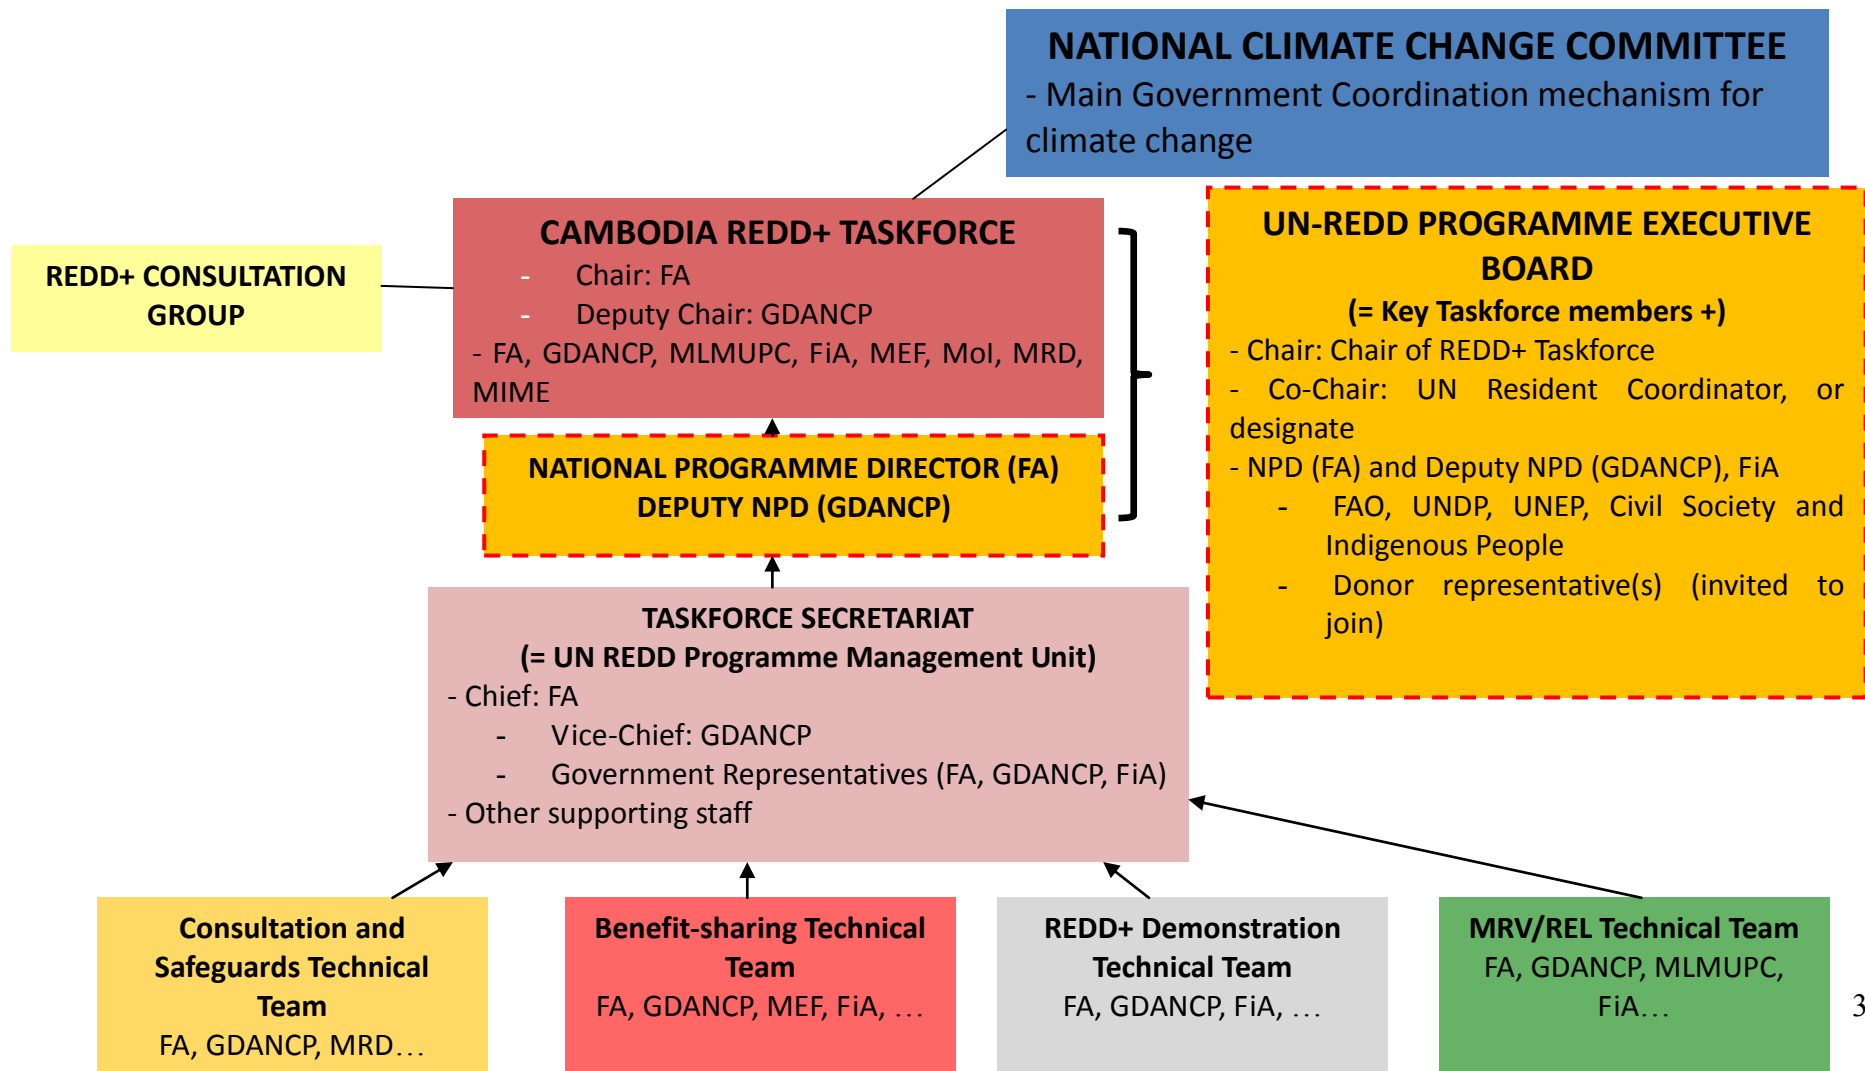 NATIONAL CLIMATE CHANGE COMMITTEE
- Main Government Coordination mechanism for
climate change
CAMBODIA REDD+ TASKFORCE
- Chair: FA
- Deputy Chair: GDANCP
- FA, GDANCP, MLMUPC, FiA, MEF, MoI, MRD,
MIME
REDD+ CONSULTATION
GROUP
UN-REDD PROGRAMME EXECUTIVE
BOARD
(= Key Taskforce members +)
- Chair: Chair of REDD+ Taskforce
- Co-Chair: UN Resident Coordinator, or
designate
- NPD (FA) and Deputy NPD (GDANCP), FiA
- FAO, UNDP, UNEP, Civil Society and
Indigenous People
- Donor representative(s) (invited to
join)
NATIONAL PROGRAMME DIRECTOR (FA)
DEPUTY NPD (GDANCP)
TASKFORCE SECRETARIAT
(= UN REDD Programme Management Unit)
- Chief: FA
- Vice-Chief: GDANCP
- Government Representatives (FA, GDANCP, FiA)
- Other supporting staff
Consultation and
Safeguards Technical
Team
FA, GDANCP, MRD…
Benefit-sharing Technical
Team
FA, GDANCP, MEF, FiA, …
REDD+ Demonstration
Technical Team
FA, GDANCP, FiA, …
MRV/REL Technical Team
FA, GDANCP, MLMUPC,
FiA…
3